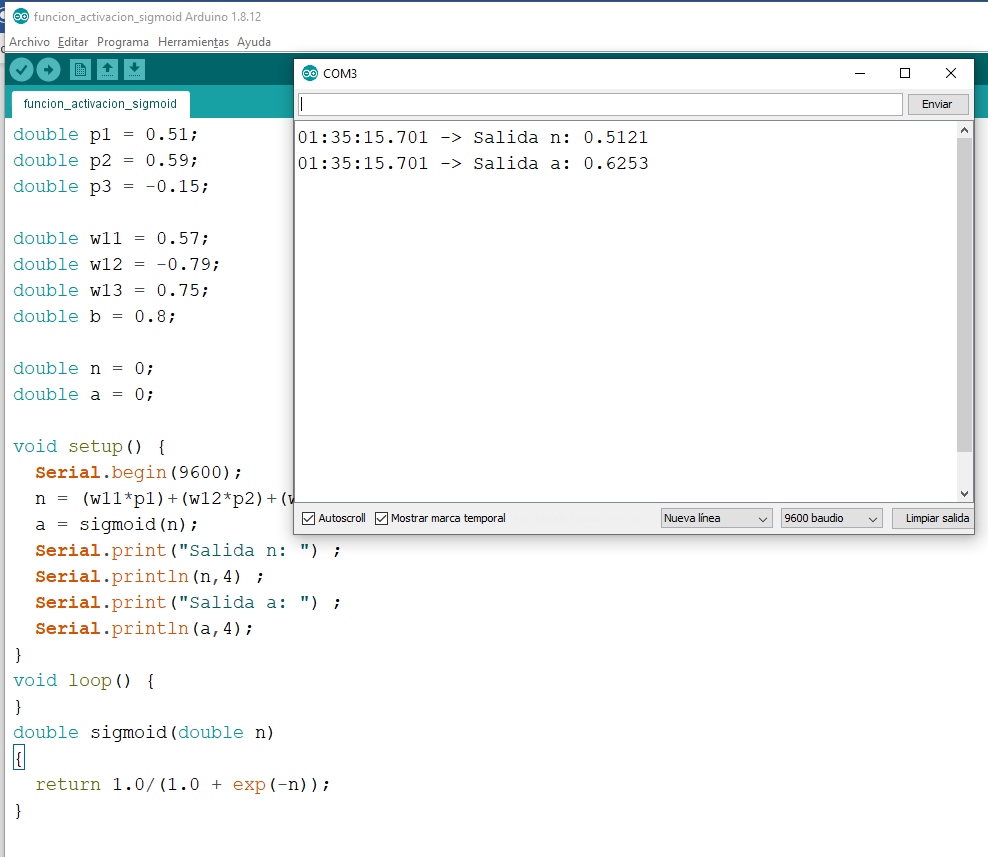 funcion_activacion_sigmoid Arduino 1.8.12
Archivo Editar Programa Herramientas Ayuda
funcion_activacion_sigmoid
double p1 = 0.51;
double p2 = 0.59;
double p3 = -0.15;
double w11 = 0.57;
double w12 = -0.79;
double w13 = 0.75;
double b = 0.8;
double n = 0;
double a = 0;
void setup() {
Serial.begin(9600);
n = (w11*p1)+(w12*p2)+(
a = sigmoid(n);
Serial.print("Salida n: ") ;
Serial.println(n,4) ;
Serial.print("Salida a: ") ;
Serial.println(a,4);
}
void loop() {
}
double sigmoid(double n)
{
return 1.0/(1.0 + exp(-n));
}
COM3
Enviar
01:35:15.701 -> Salida n: 0.5121
01:35:15.701 -> Salida a: 0.6253
Autoscroll Mostrar marca temporal Nueva línea 9600 baudio Limpiar salida